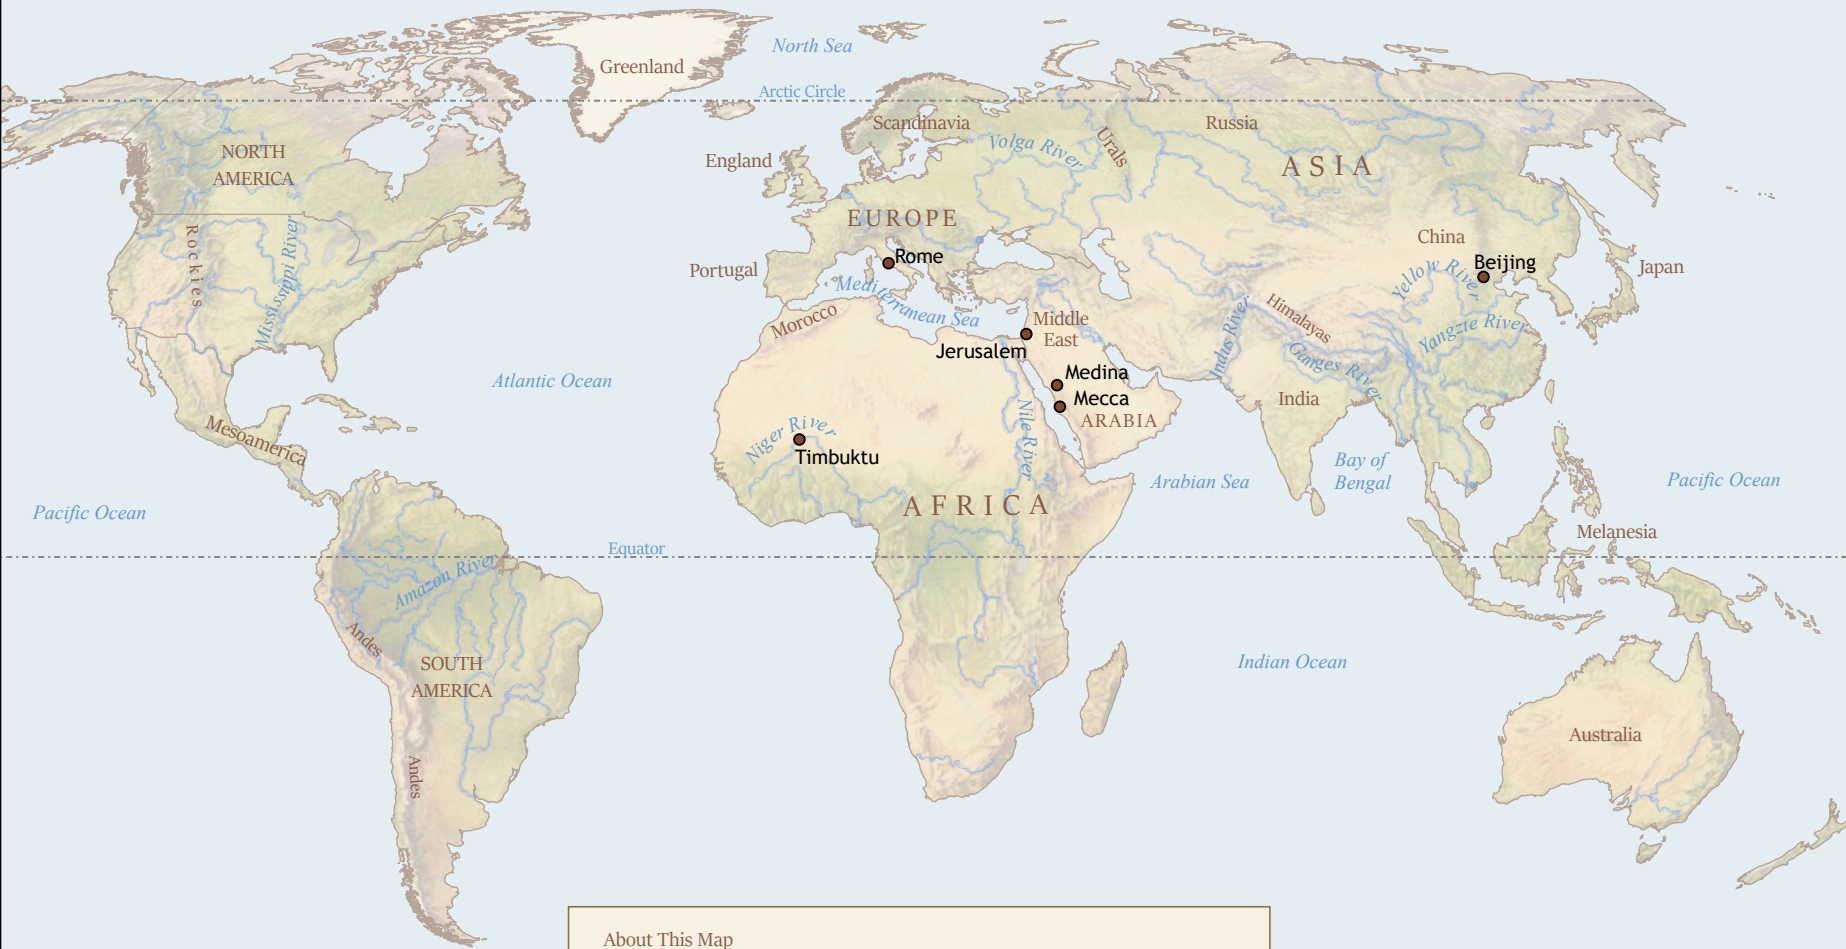 North Sea
Greenland
Arctic Circle
Scandinavia
Russia
Volga River
Urals
NORTH
AMERICA
England
ASIA
EUROPE
Rockies
Mississippi River
China
Rome
Beijing
Portugal
Japan
Yellow River
Mediterranean Sea
Morocco
Middle
East
Himalayas
Indus River
Yangzte River
Jerusalem
Ganges River
Medina
Atlantic Ocean
Mecca
India
ARABIA
Nile River
Niger River
Mesoamerica
Timbuktu
Bay of
Bengal
Arabian Sea
Pacific Ocean
AFRICA
Pacific Ocean
Melanesia
Equator
Amazon River
Andes
SOUTH
AMERICA
Indian Ocean
Australia
Andes
About This Map